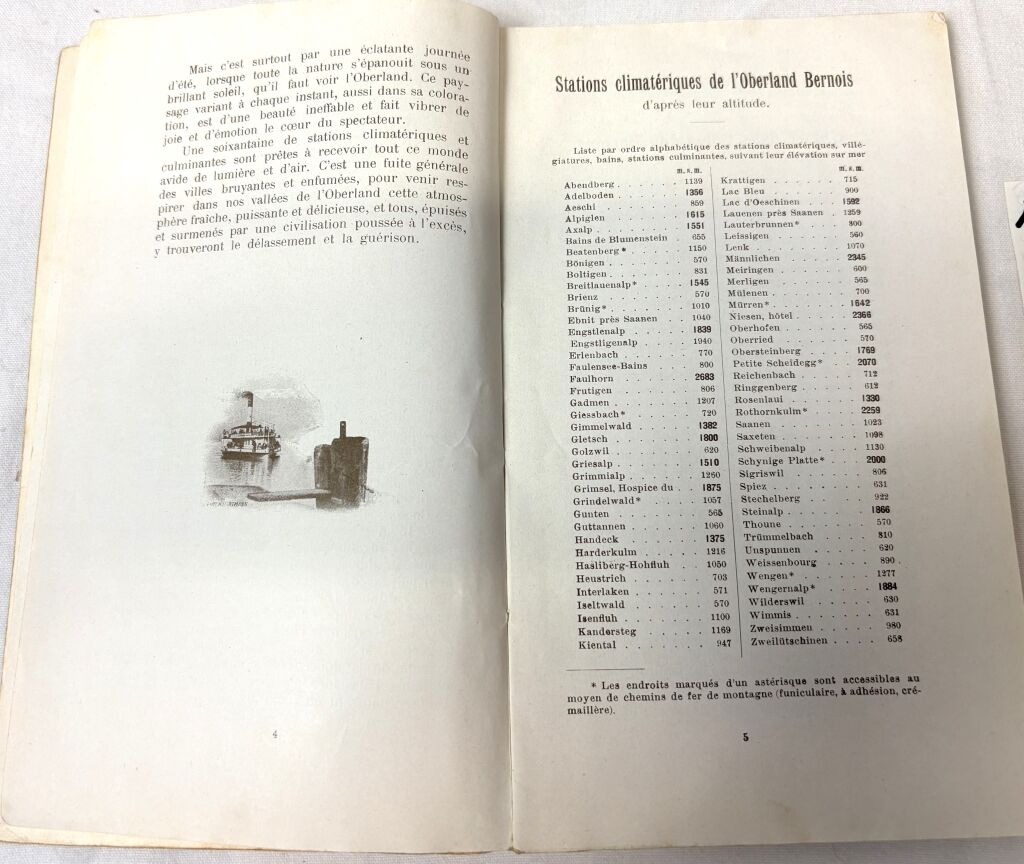 Mais c'est surtout par une éclatante journée
d'été, lorsque toute la nature s'épanouit sous un
brillant soleil, qu'il faut voir l'Oberland. Ce pay-
sage variant à chaque instant, aussi dans sa colora-
tion, est d'une beauté ineffable et fait vibrer de
joie et d'émotion le cœur du spectateur.
Une soixantaine de stations climatériques et
culminantes sont prêtes à recevoir tout ce monde
avide de lumière et d'air. C'est une fuite générale
des villes bruyantes et enfumées, pour venir res-
pirer dans nos vallées de l'Oberland cette atmos-
phère fraîche, puissante et délicieuse, et tous, épuisés
et surmenés par une civilisation poussée à l'excès,
y trouveront le délassement et la guérison.
4
Stations climatériques de l'Oberland Bernois
d'après leur altitude.
Liste par ordre alphabétique des stations climatériques, villé-
giatures, bains, stations culminantes, suivant leur élévation sur mer
m. s. m.
Abendberg . . . . . . 1139
Adelboden . . . . . . 1356
Aeschi . . . . . . 859
Alpiglen . . . . . . 1615
Axalp . . . . . . 1551
Bains de Blumenstein . 655
Beatenberg * . . . . . 1150
Bönigen . . . . . . 570
Boltigen . . . . . . 831
Breitlauenalp* . . . . 1545
Brienz . . . . . . 570
Brünig* . . . . . . 1010
Ebnit près Saanen . . 1040
Engstlenalp . . . . . 1839
Engstligenalp . . . . 1940
Erlenbach . . . . . . 770
Faulensee-Bains . . . 800
Faulhorn . . . . . . 2683
Frutigen . . . . . . 806
Gadmen . . . . . . 1207
Giessbach* . . . . . 720
Gimmelwald . . . . . 1382
Gletsch . . . . . . 1800
Golzwil . . . . . . 620
Griesalp . . . . . . 1510
Grimmialp . . . . . . 1260
Grimsel, Hospice du . . 1875
Grindelwald* . . . . . 1057
Gunten . . . . . . 565
Guttannen . . . . . . 1060
Handeck . . . . . . 1375
Harderkulm . . . . . 1216
Hasliberg-Hohfluh . . 1050
Heustrich . . . . . . 703
Interlaken . . . . . . 571
Iseltwald . . . . . . 570
Isenfluh . . . . . . 1100
Kandersteg . . . . . 1169
Kiental . . . . . . 947
m. s. m.
Krattigen . . . . . . 715
Lac Bleu . . . . . . 900
Lac d'Oeschinen . . . 1592
Lauenen près Saanen . 1259
Lauterbrunnen* . . . 800
Leissigen . . . . . . 560
Lenk . . . . . . 1070
Männlichen . . . . . 2345
Meiringen . . . . . . 600
Merligen . . . . . . 565
Mülenen . . . . . . 700
Mürren* . . . . . . 1642
Niesen, hôtel . . . . 2366
Oberhofen . . . . . . 565
Oberried . . . . . . 570
Obersteinberg . . . . 1769
Petite Scheidegg* . . 2070
Reichenbach . . . . . 712
Ringgenberg . . . . . 612
Rosenlaui . . . . . . 1330
Rothornkulm* . . . . 2259
Saanen . . . . . . 1023
Saxeten . . . . . . 1098
Schweibenalp . . . . 1130
Schynige Platte* . . . 2000
Sigriswil . . . . . . 806
Spiez . . . . . . 631
Stechelberg . . . . . 922
Steinalp . . . . . . 1866
Thoune . . . . . . 570
Trümmelbach . . . . 810
Unspunnen . . . . . 620
Weissenbourg . . . . 890
Wengen* . . . . . . 1277
Wengernalp* . . . . . 1884
Wilderswil . . . . . 630
Wimmis . . . . . . 631
Zweisimmen . . . . . 980
Zweilütschinen . . . . 658
* Les endroits marqués d'un astérisque sont accessibles au
moyen de chemins de fer de montagne (funiculaire, à adhésion, cré-
maillère).
5